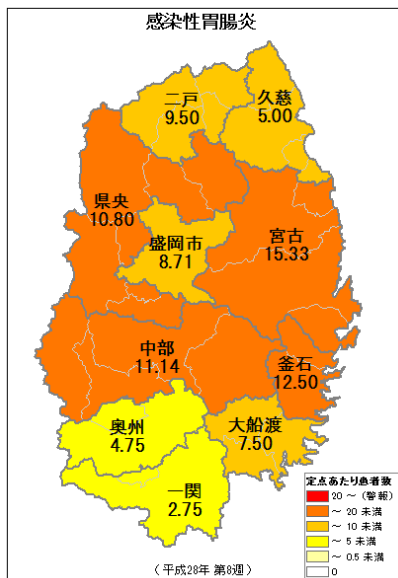 感染性胃腸炎
二戸
9.50
久慈
5.00
県央
10.80
盛岡市
8.71
宮古
15.33
中部
11.14
釜石
12.50
奥州
4.75
大船渡
7.50
一関
2.75
定点あたり患者数
20 ～ (警報)
～ 20 未満
～ 10 未満
～ 5 未満
～ 0.5 未満
0
(平成28年 第8週)